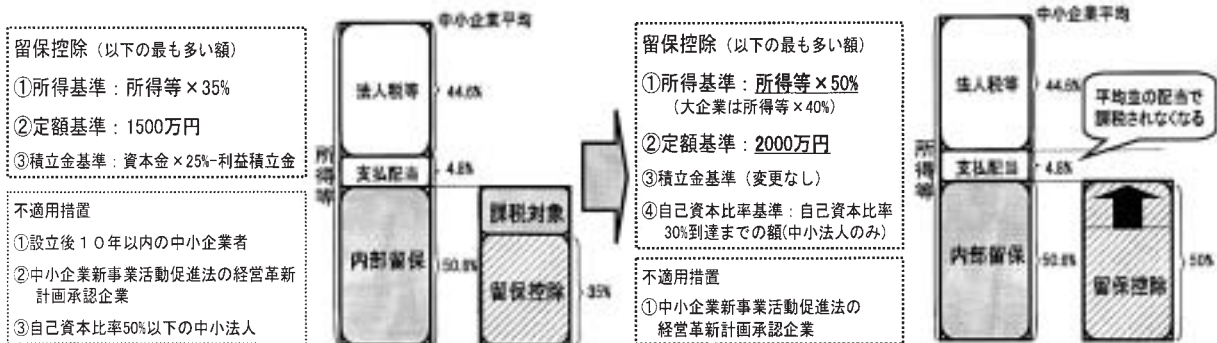 留保控除（以下の最も多い額）
①所得基準：所得等×35%
②定額基準：1500万円
③積立金基準：資本金×25%-利益積立金
不適用措置
①設立後１０年以内の中小企業者
②中小企業新事業活動促進法の経営革新
計画承認企業
③自己資本比率50%以下の中小法人
中小企業平均
所得等
法人税等
44.6%
支払配当
4.8%
内部留保
50.6%
課税対象
留保控除
35%
留保控除（以下の最も多い額）
①所得基準：所得等×50%
（大企業は所得等×40%）
②定額基準：2000万円
③積立金基準（変更なし）
④自己資本比率基準：自己資本比率
30%到達までの額(中小法人のみ)
不適用措置
①中小企業新事業活動促進法の
経営革新計画承認企業
中小企業平均
所得等
法人税等
44.6%
支払配当
4.8%
内部留保
50.6%
平均並の配当で
課税されなくなる
留保控除
50%